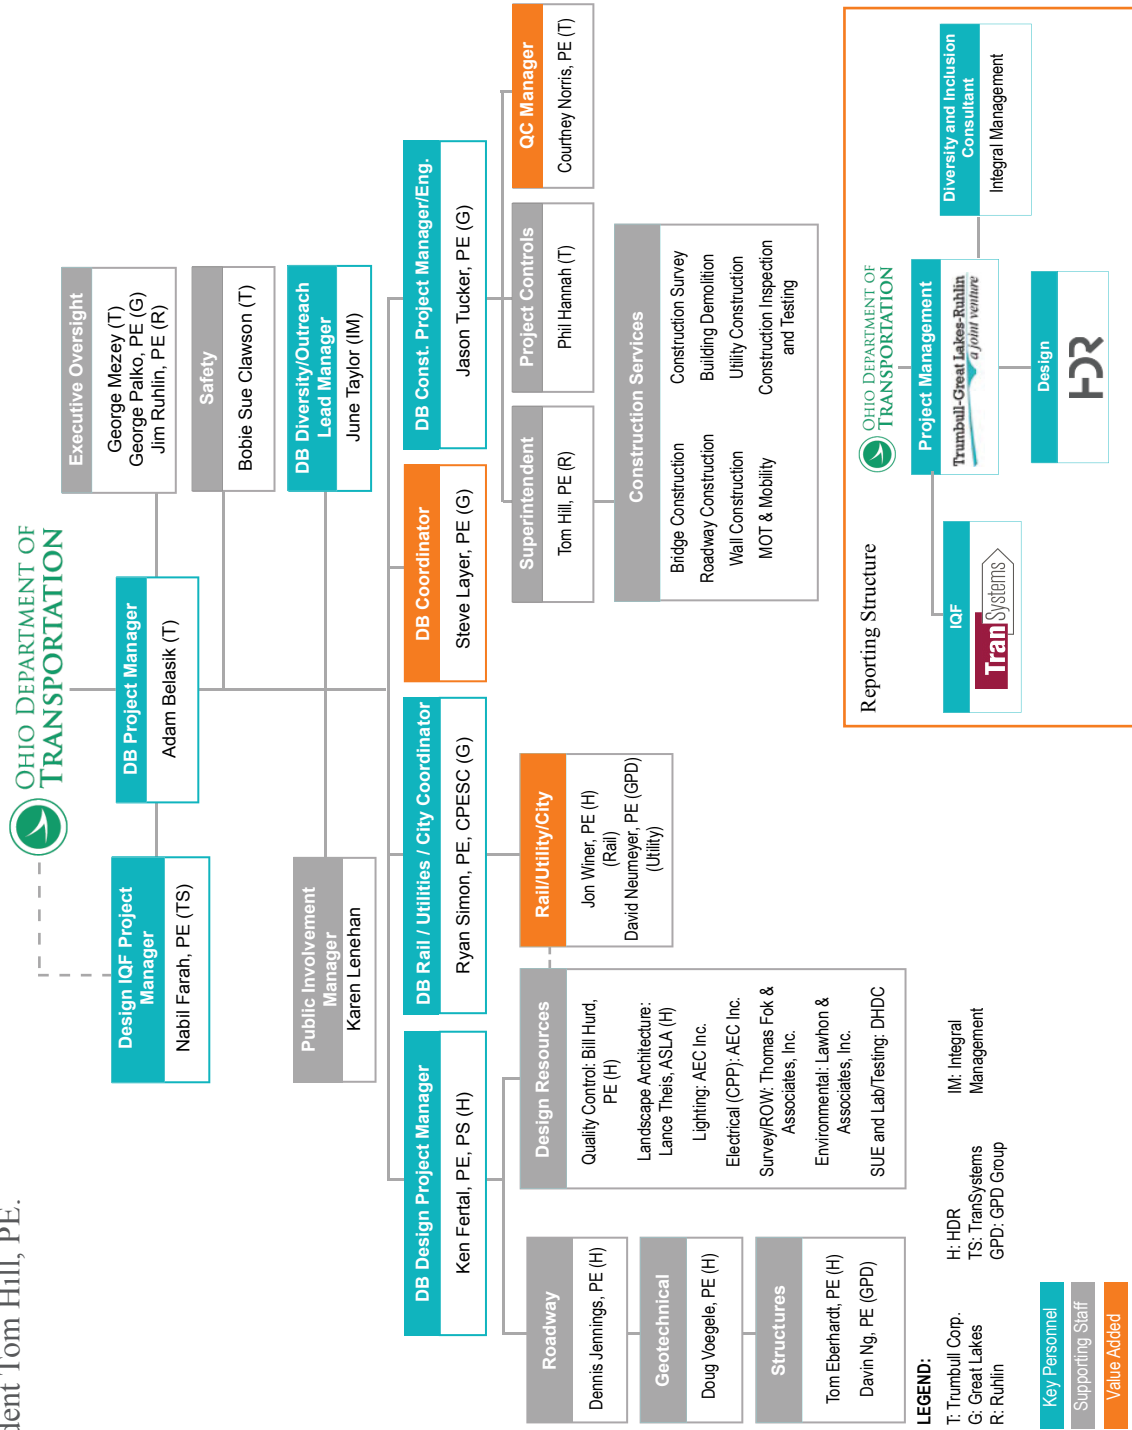 dent Tom Hill, PE.
OHIO DEPARTMENT OF
TRANSPORTATION
Design IQF Project
Manager
Nabil Farah, PE (TS)
DB Project Manager
Adam Belasik (T)
Executive Oversight
George Mezey (T)
George Palko, PE (G)
Jim Ruhlin, PE (R)
Safety
Bobie Sue Clawson (T)
Public Involvement
Manager
Karen Lenehan
DB Diversity/Outreach
Lead Manager
June Taylor (IM)
DB Design Project Manager
Ken Fertal, PE, PS (H)
DB Rail / Utilities / City Coordinator
Ryan Simon, PE, CPESC (G)
DB Coordinator
Steve Layer, PE (G)
DB Const. Project Manager/Eng.
Jason Tucker, PE (G)
Roadway
Dennis Jennings, PE (H)
Geotechnical
Doug Voegele, PE (H)
Structures
Tom Eberhardt, PE (H)
Davin Ng, PE (GPD)
Design Resources
Quality Control: Bill Hurd,
PE (H)
Landscape Architecture:
Lance Theis, ASLA (H)
Lighting: AEC Inc.
Electrical (CPP): AEC Inc.
Survey/ROW: Thomas Fok &
Associates, Inc.
Environmental: Lawhon &
Associates, Inc.
SUE and Lab/Testing: DHDC
Rail/Utility/City
Jon Winer, PE (H)
(Rail)
David Neumeyer, PE (GPD)
(Utility)
Superintendent
Tom Hill, PE (R)
Project Controls
Phil Hannah (T)
QC Manager
Courtney Norris, PE (T)
Construction Services
Bridge Construction
Roadway Construction
Wall Construction
MOT & Mobility
Construction Survey
Building Demolition
Utility Construction
Construction Inspection
and Testing
LEGEND:
T: Trumbull Corp.
G: Great Lakes
R: Ruhlin
H: HDR
TS: TranSystems
GPD: GPD Group
IM: Integral
Management
Key Personnel
Supporting Staff
Value Added
Reporting Structure
OHIO DEPARTMENT OF
TRANSPORTATION
Project Management
Trumbull-Great Lakes-Ruhlin
a joint venture
IQF
TranSystems
Diversity and Inclusion
Consultant
Integral Management
Design
HDR